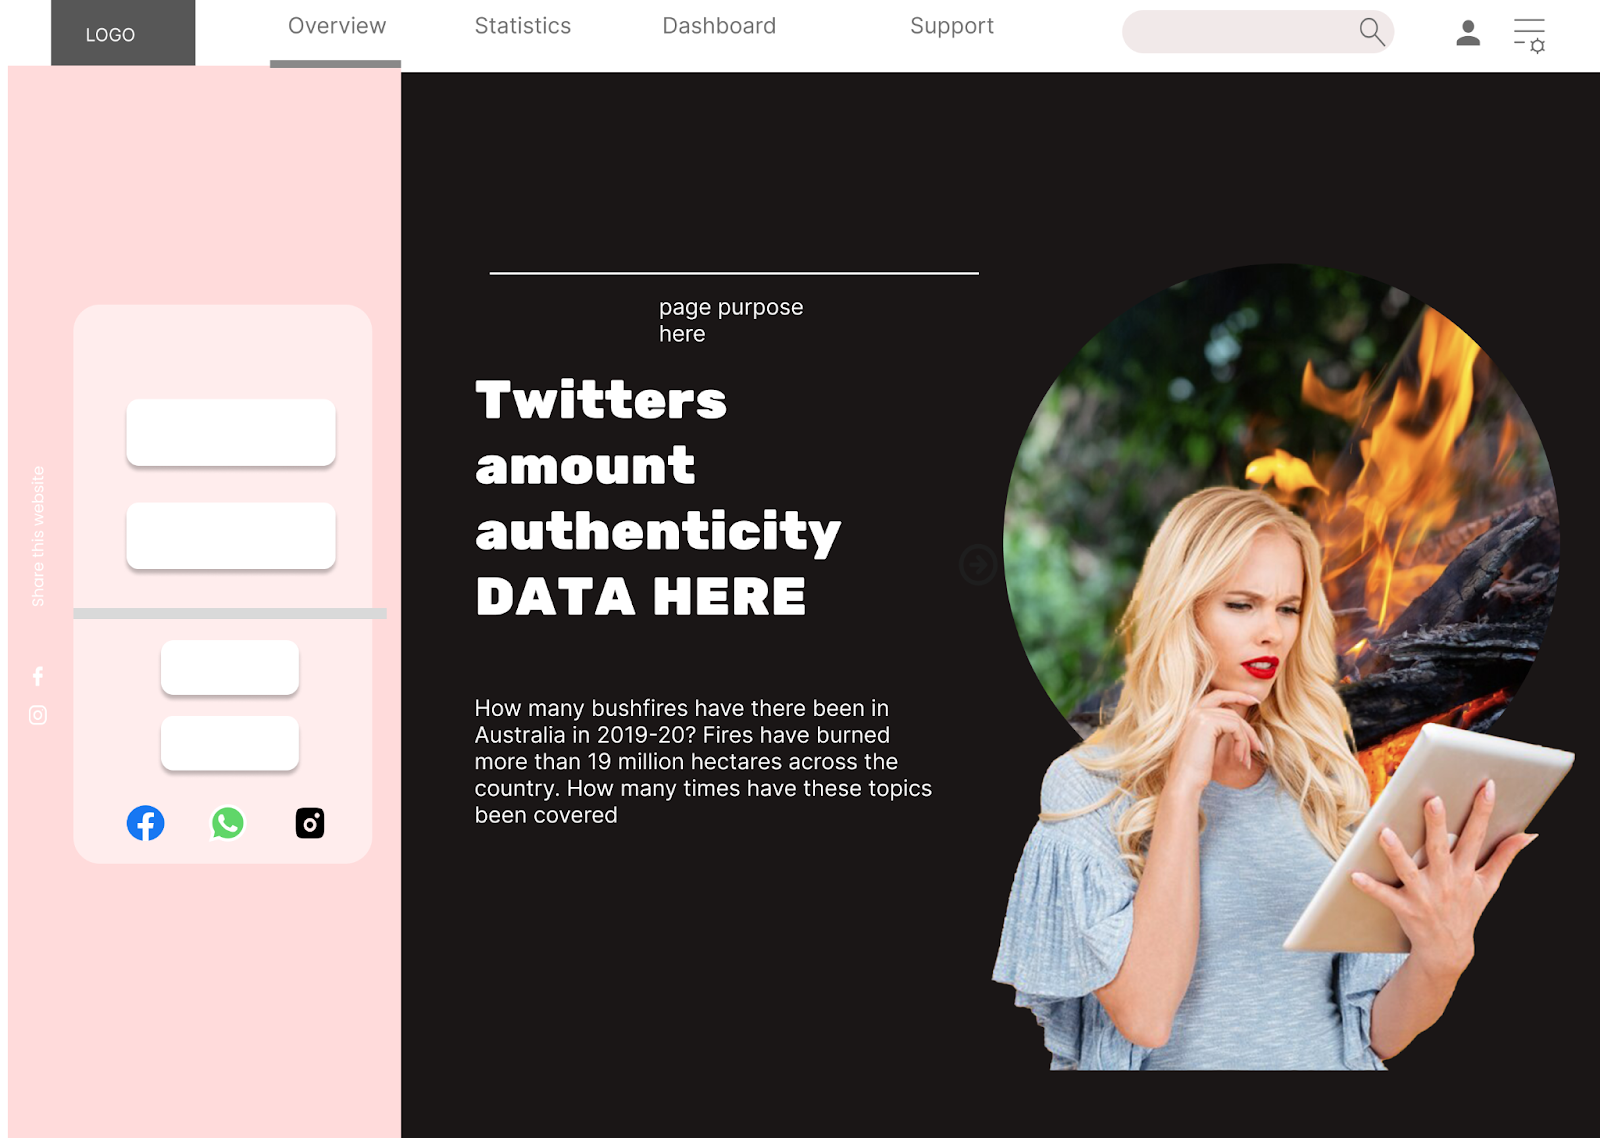 LOGO
Overview
Statistics
Dashboard
Support
Share this website
page purpose
here
Twitters
amount
authenticity
DATA HERE
How many bushfires have there been in
Australia in 2019-20? Fires have burned
more than 19 million hectares across the
country. How many times have these topics
been covered